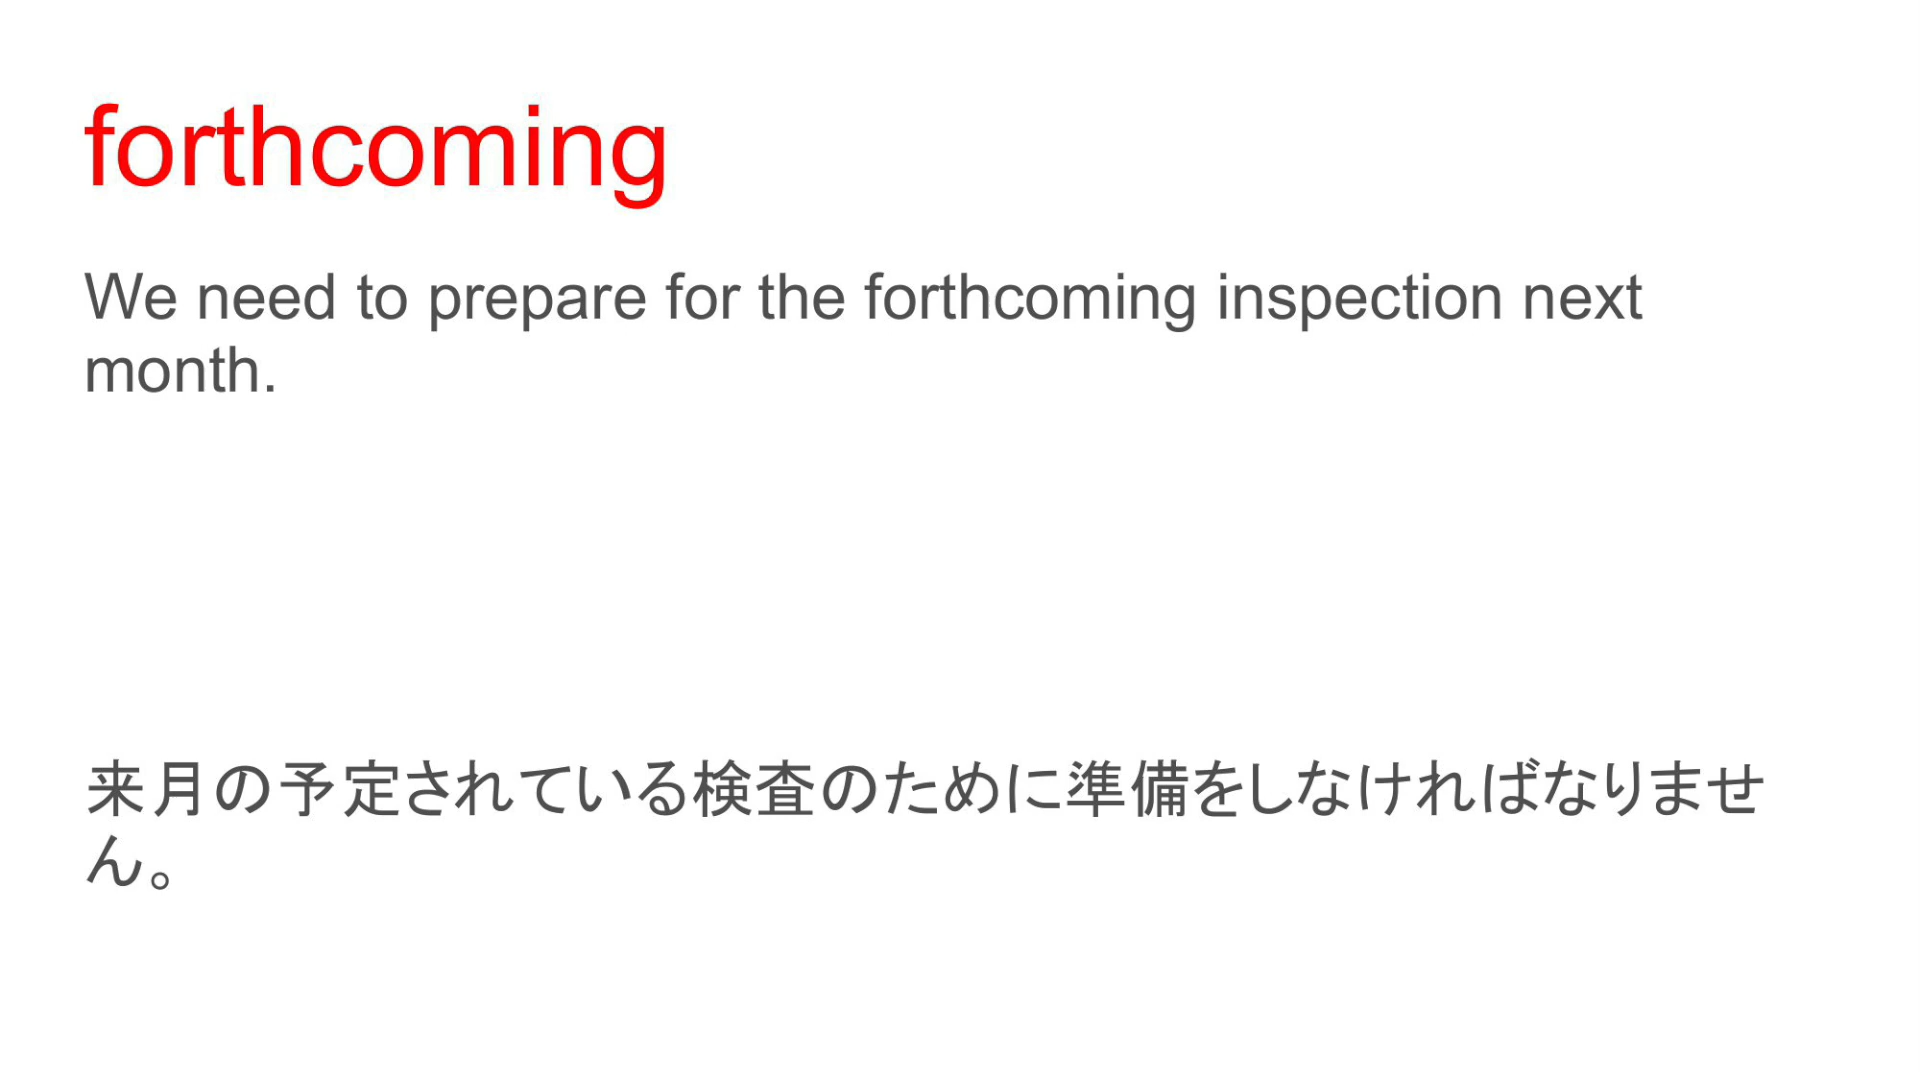 forthcoming
We need to prepare for the forthcoming inspection next
month.
来月の予定されている検査のために準備をしなければなりませ
ん。